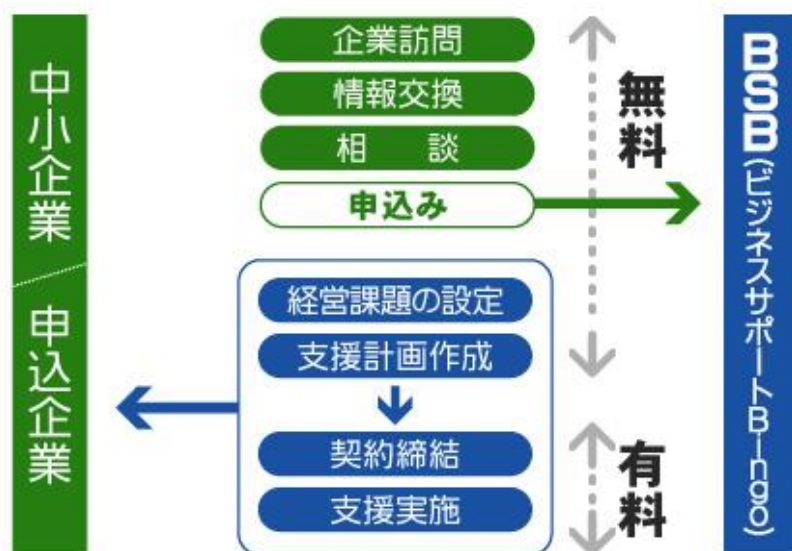 中小企業
申込企業
企業訪問
情報交換
相　談
申込み
無料
経営課題の設定
支援計画作成
契約締結
支援実施
有料
BSB(ビジネスサポートBingo)